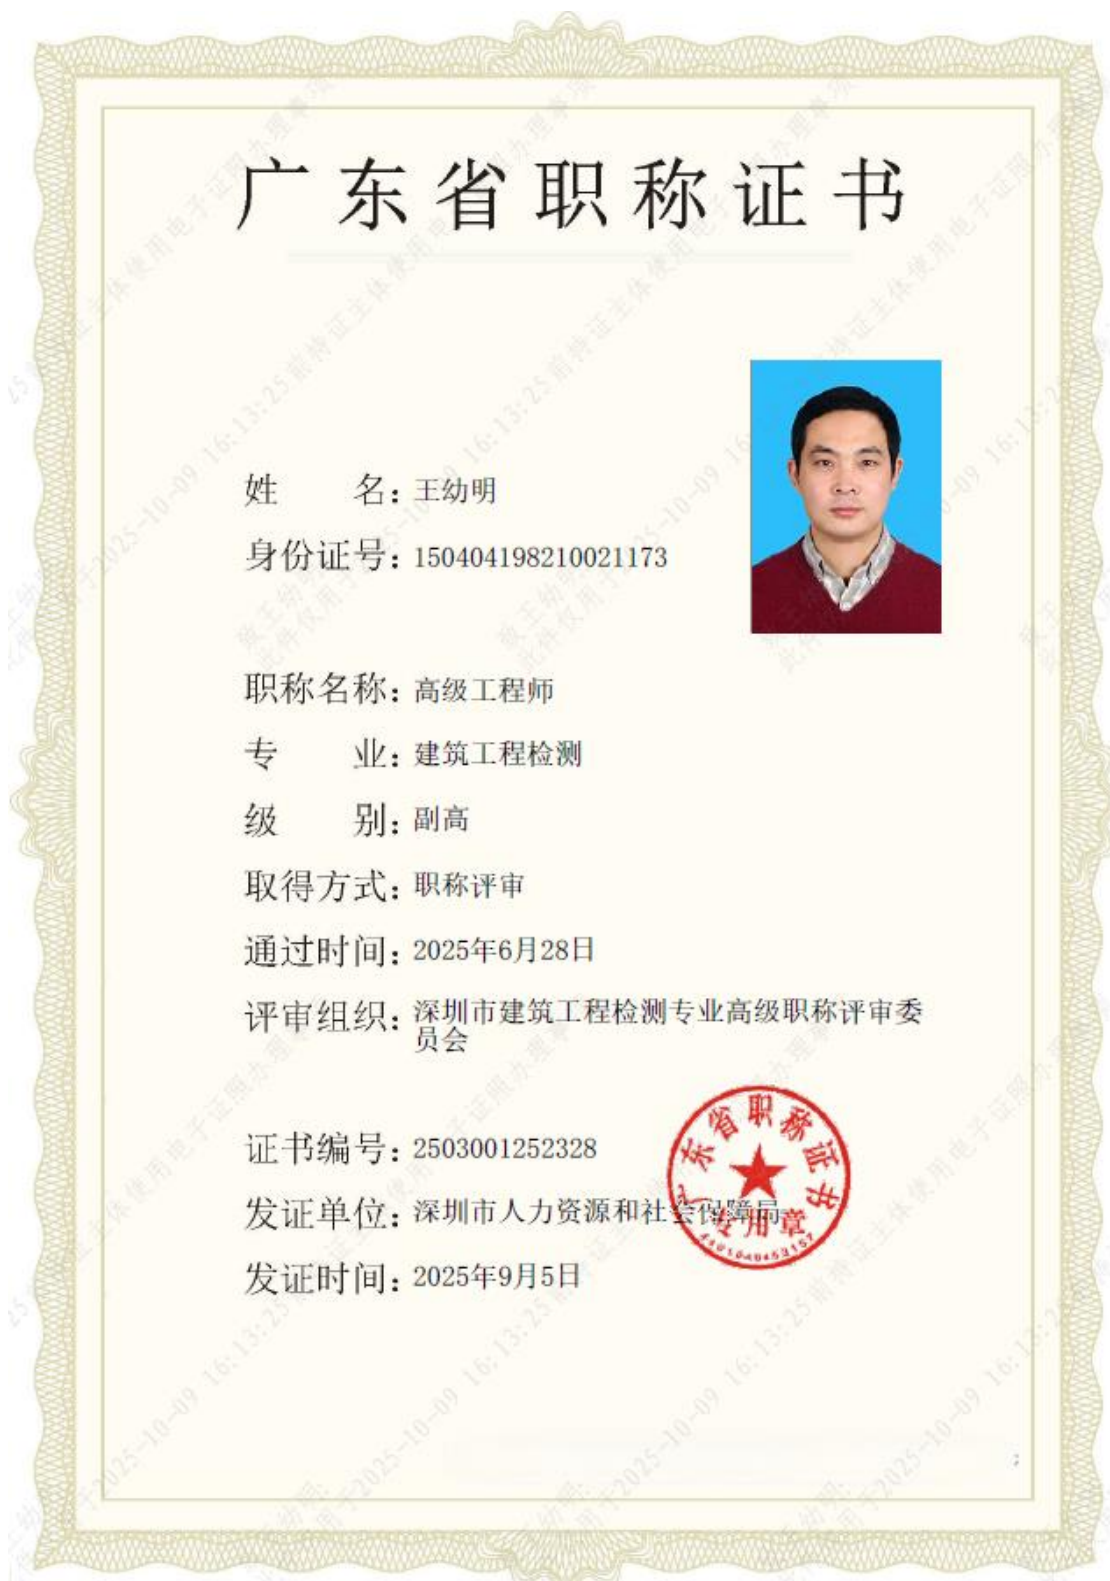 广东省职称证书
姓 名：王幼明
身份证号：150404198210021173
职称名称：高级工程师
专 业：建筑工程检测
级 别：副高
取得方式：职称评审
通过时间：2025年6月28日
评审组织：深圳市建筑工程检测专业高级职称评审委
员会
证书编号：2503001252328
发证单位：深圳市人力资源和社会保障局
发证时间：2025年9月5日
广东省职称证书
专用章